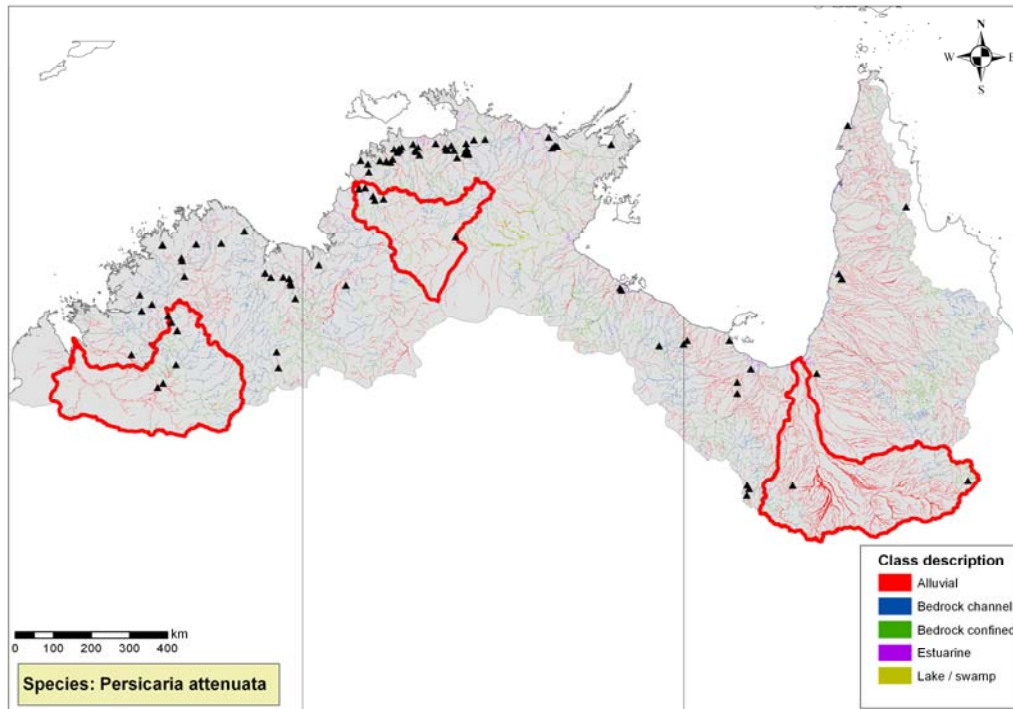 N
W E
S
Class description
Alluvial
Bedrock channel
Bedrock confined
Estuarine
Lake / swamp
km
0 100 200 300 400
Species: Persicaria attenuata